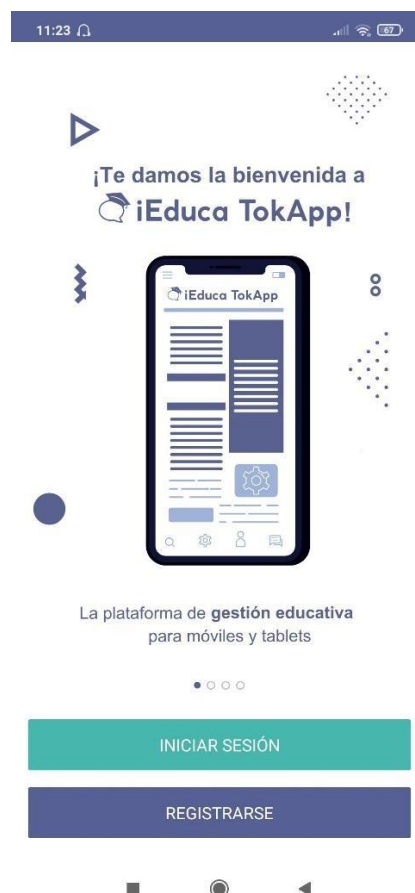 11:23
67
¡Te damos la bienvenida a
iEduca TokApp!
iEduca TokApp
La plataforma de gestión educativa
para móviles y tablets
INICIAR SESIÓN
REGISTRARSE